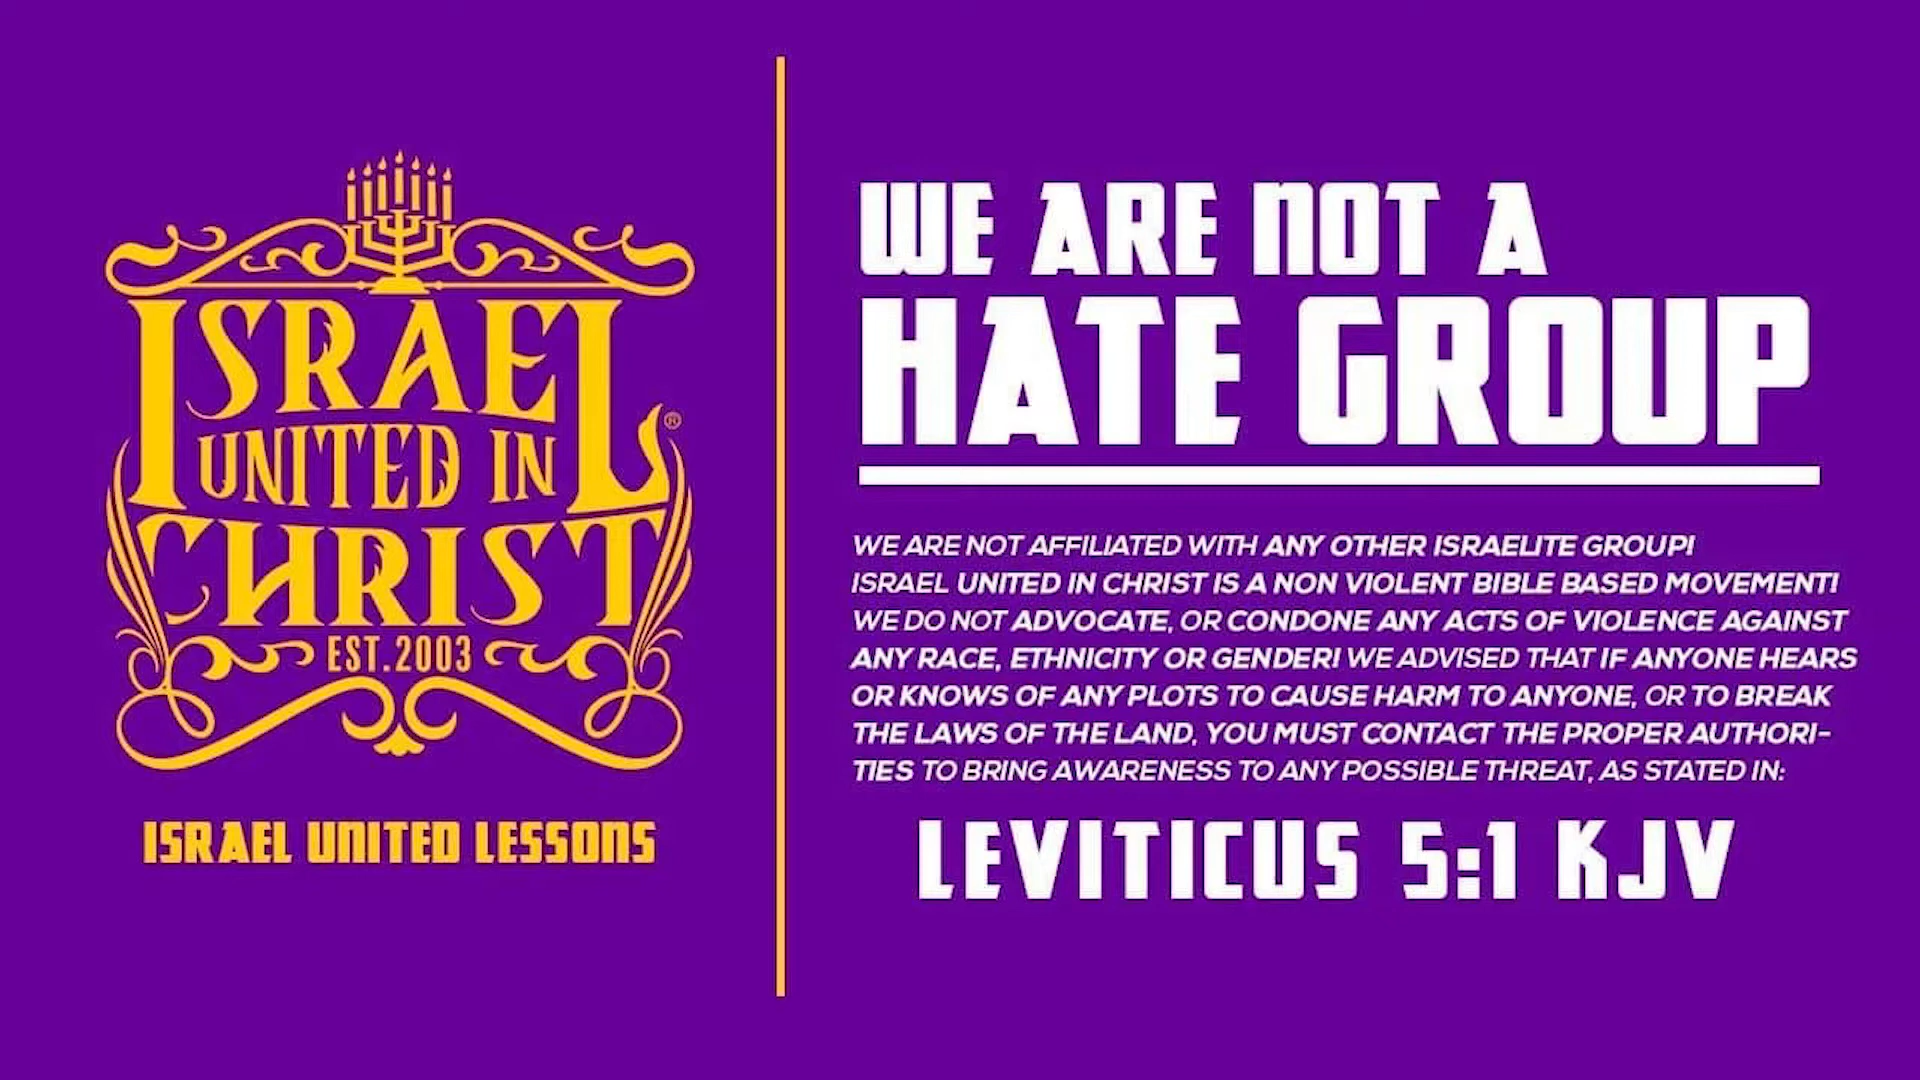 ISRAEL
UNITED IN
CHRIST
®
EST.2003
ISRAEL UNITED LESSONS
WE ARE NOT A
HATE GROUP
WE ARE NOT AFFILIATED WITH ANY OTHER ISRAELITE GROUP!
ISRAEL UNITED IN CHRIST IS A NON VIOLENT BIBLE BASED MOVEMENT!
WE DO NOT ADVOCATE, OR CONDONE ANY ACTS OF VIOLENCE AGAINST
ANY RACE, ETHNICITY OR GENDER! WE ADVISED THAT IF ANYONE HEARS
OR KNOWS OF ANY PLOTS TO CAUSE HARM TO ANYONE, OR TO BREAK
THE LAWS OF THE LAND, YOU MUST CONTACT THE PROPER AUTHORI-
TIES TO BRING AWARENESS TO ANY POSSIBLE THREAT, AS STATED IN:
LEVITICUS 5:1 KJV